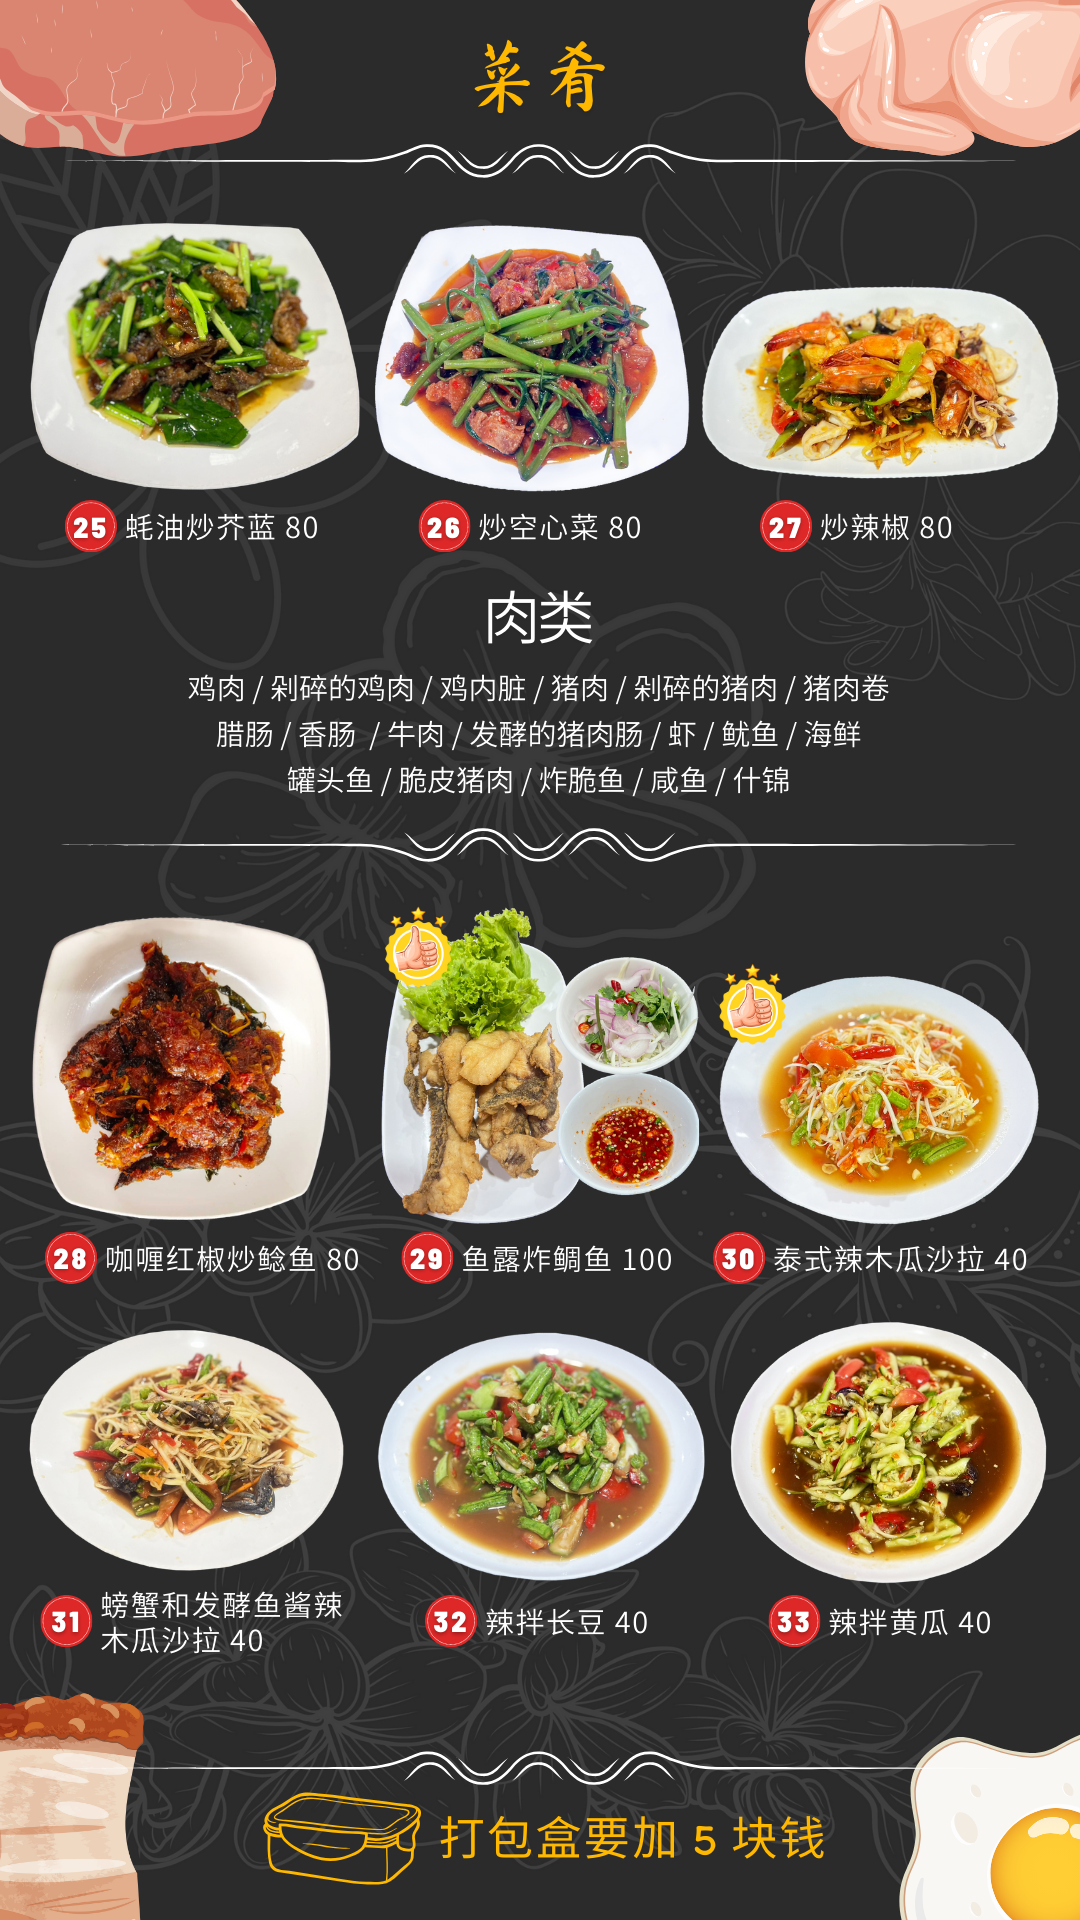 菜肴
25 蚝油炒芥蓝 80
26 炒空心菜 80
27 炒辣椒 80
肉类
鸡肉 / 剁碎的鸡肉 / 鸡内脏 / 猪肉 / 剁碎的猪肉 / 猪肉卷
腊肠 / 香肠 / 牛肉 / 发酵的猪肉肠 / 虾 / 鱿鱼 / 海鲜
罐头鱼 / 脆皮猪肉 / 炸脆鱼 / 咸鱼 / 什锦
28 咖喱红椒炒鲶鱼 80
29 鱼露炸鲷鱼 100
30 泰式辣木瓜沙拉 40
31 螃蟹和发酵鱼酱辣
木瓜沙拉 40
32 辣拌长豆 40
33 辣拌黄瓜 40
打包盒要加 5 块钱